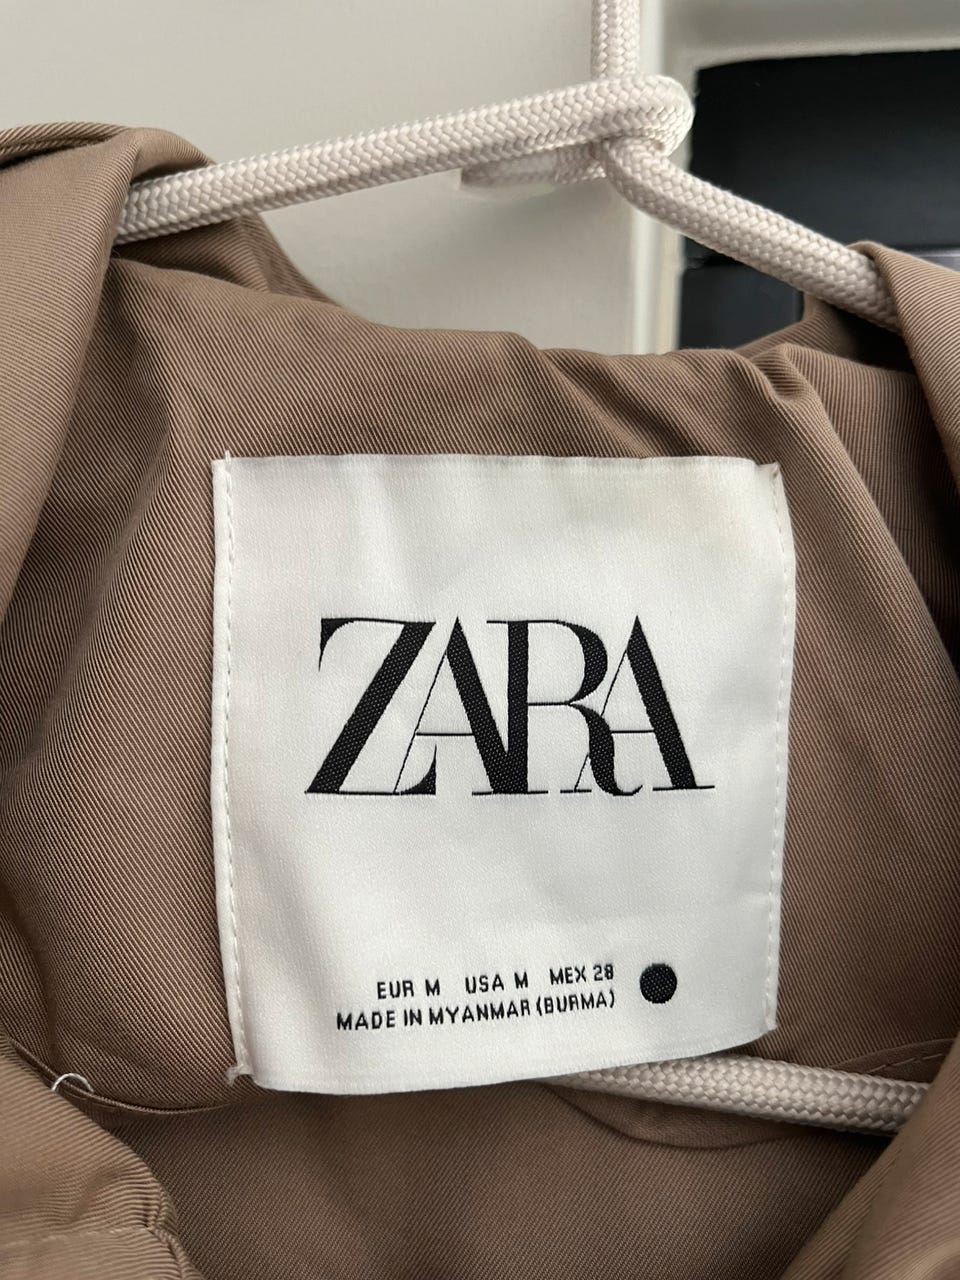 ZARA
EUR M USA M MEX 28
MADE IN MYANMAR (BURMA)